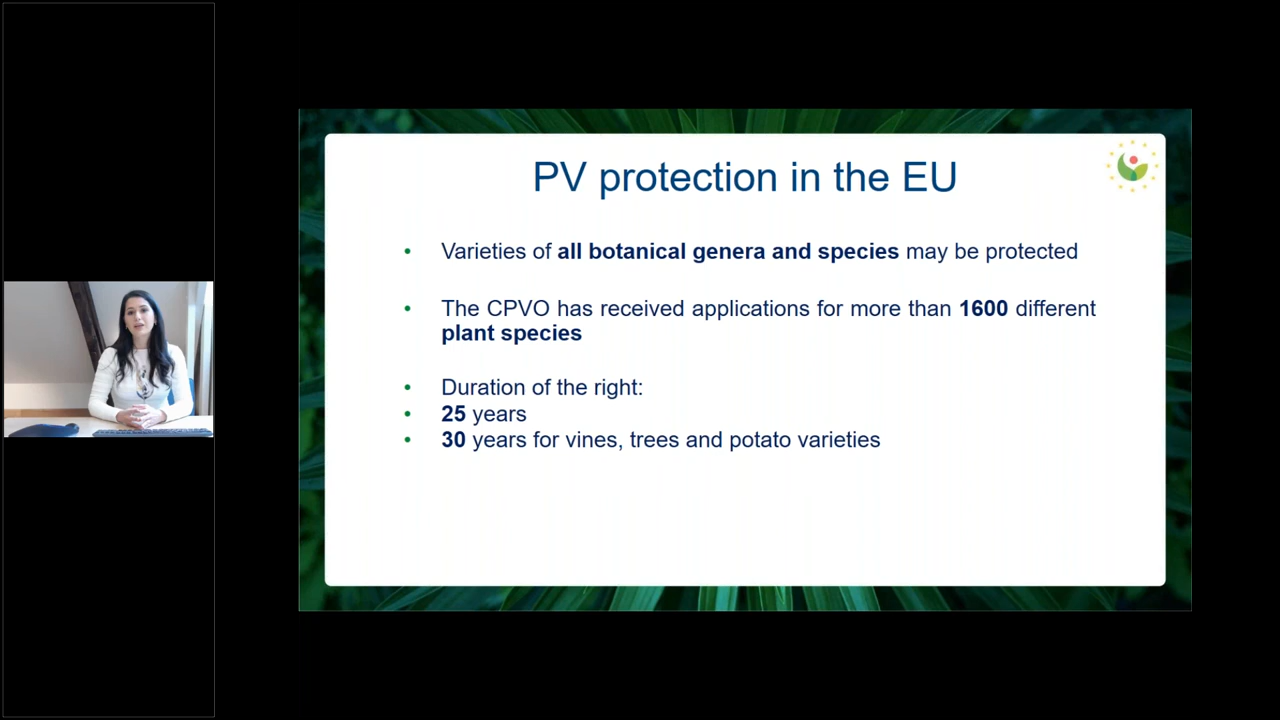 PV protection in the EU
• Varieties of all botanical genera and species may be protected
• The CPVO has received applications for more than 1600 different
plant species
• Duration of the right:
• 25 years
• 30 years for vines, trees and potato varieties